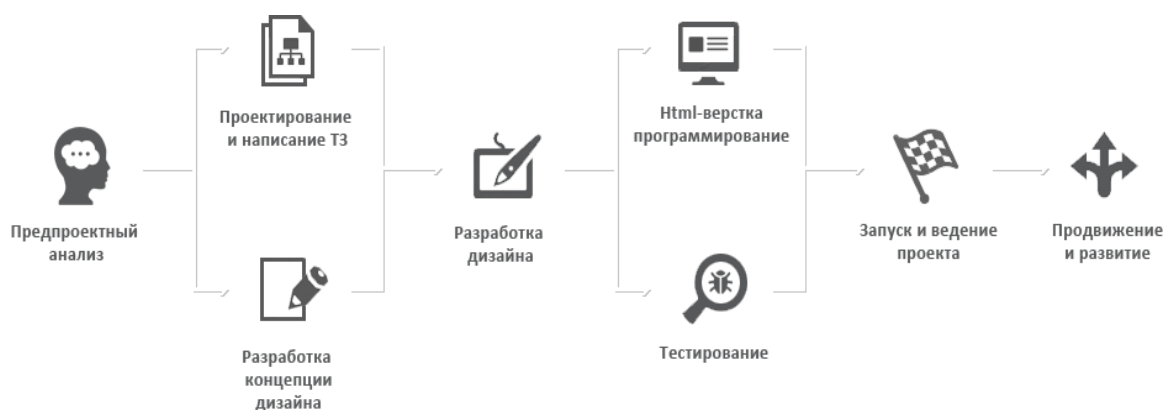 Предпроектный
анализ
Проектирование
и написание ТЗ
Разработка
концепции
дизайна
Разработка
дизайна
Html-верстка
программирование
Тестирование
Запуск и ведение
проекта
Продвижение
и развитие